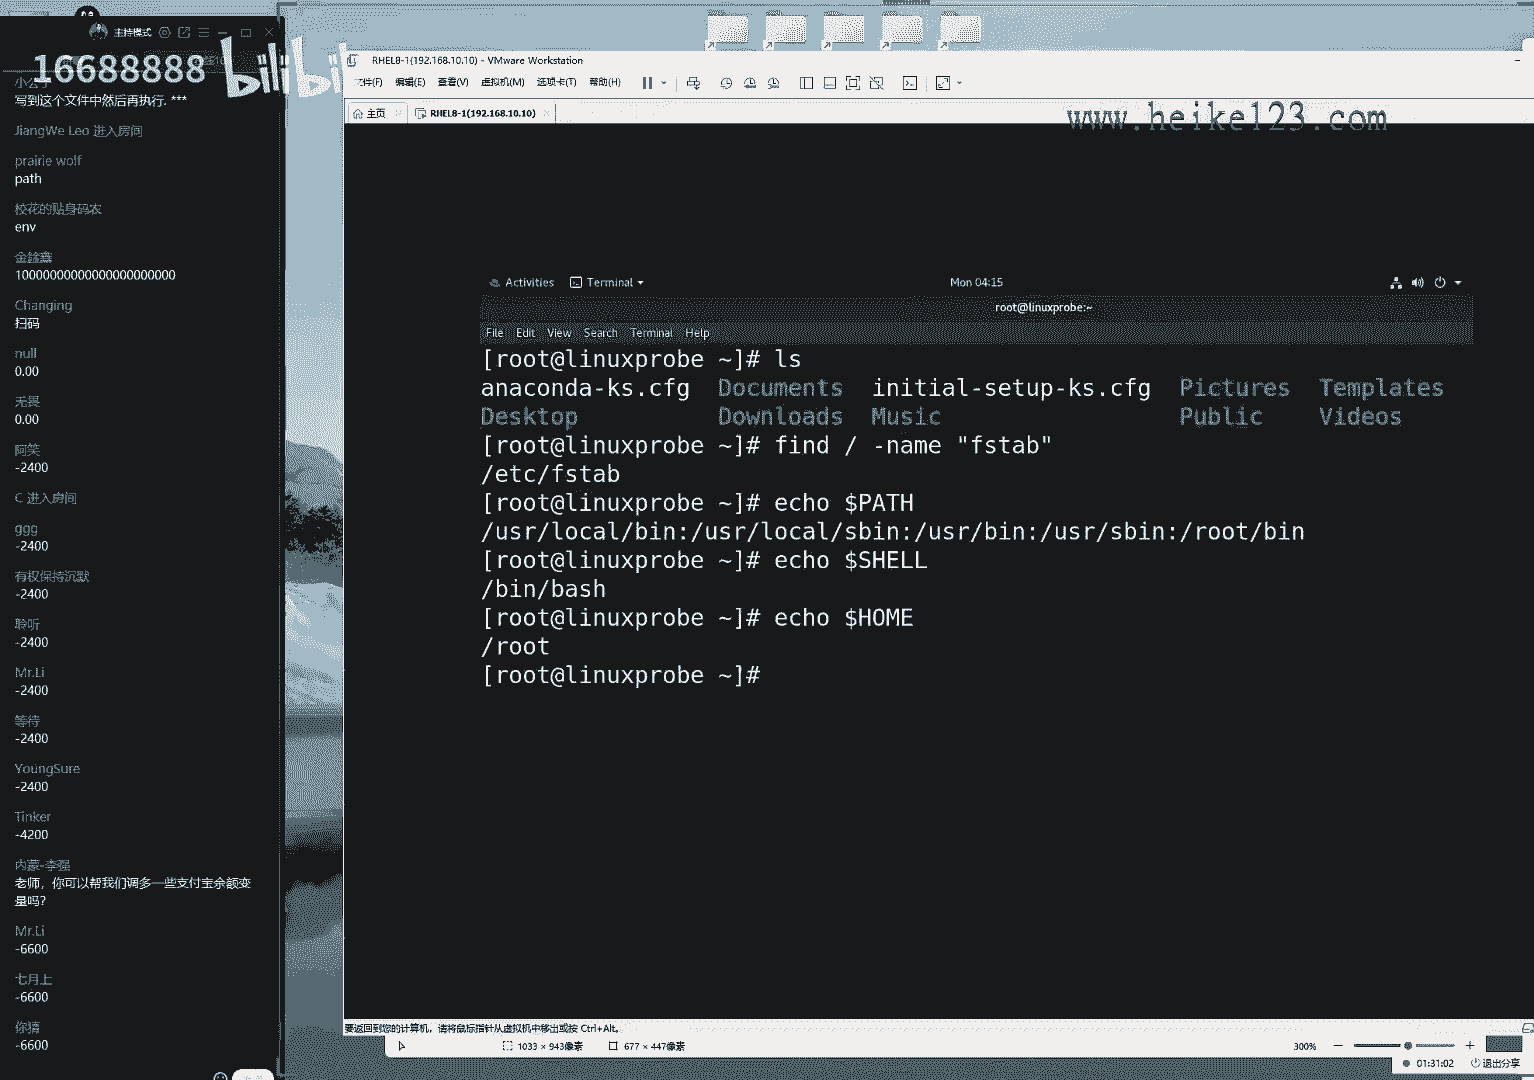 主持模式
16688888
bilibili
写到这个文件中然后再执行. ***
JiangWe Leo 进入房间
prairie wolf
path
校花的贴身码农
env
金鑫鑫
10000000000000000000000
Changing
扫码
null
0.00
无畏
0.00
阿笑
-2400
C 进入房间
ggg
-2400
有权保持沉默
-2400
聆听
-2400
Mr.Li
-2400
等待
-2400
YoungSure
-2400
Tinker
-4200
内蒙-李强
老师，你可以帮我们调多一些支付宝余额变
量吗？
Mr.Li
-6600
七月上
-6600
你猜
-6600
RHEL8-1(192.168.10.10) - VMware Workstation
文件(F) 编辑(E) 查看(V) 虚拟机(M) 选项卡(T) 帮助(H)
主页 RHEL8-1(192.168.10.10)
www.heike123.com
Activities Terminal Mon 04:15
root@linuxprobe:~
File Edit View Search Terminal Help
[root@linuxprobe ~]# ls
anaconda-ks.cfg Documents initial-setup-ks.cfg Pictures Templates
Desktop Downloads Music Public Videos
[root@linuxprobe ~]# find / -name "fstab"
/etc/fstab
[root@linuxprobe ~]# echo $PATH
/usr/local/bin:/usr/local/sbin:/usr/bin:/usr/sbin:/root/bin
[root@linuxprobe ~]# echo $SHELL
/bin/bash
[root@linuxprobe ~]# echo $HOME
/root
[root@linuxprobe ~]#
要返回到您的计算机，请将鼠标指针从虚拟机中移出或按 Ctrl+Alt。
1033 × 943像素 677 × 447像素 300%
01:31:02 退出分享